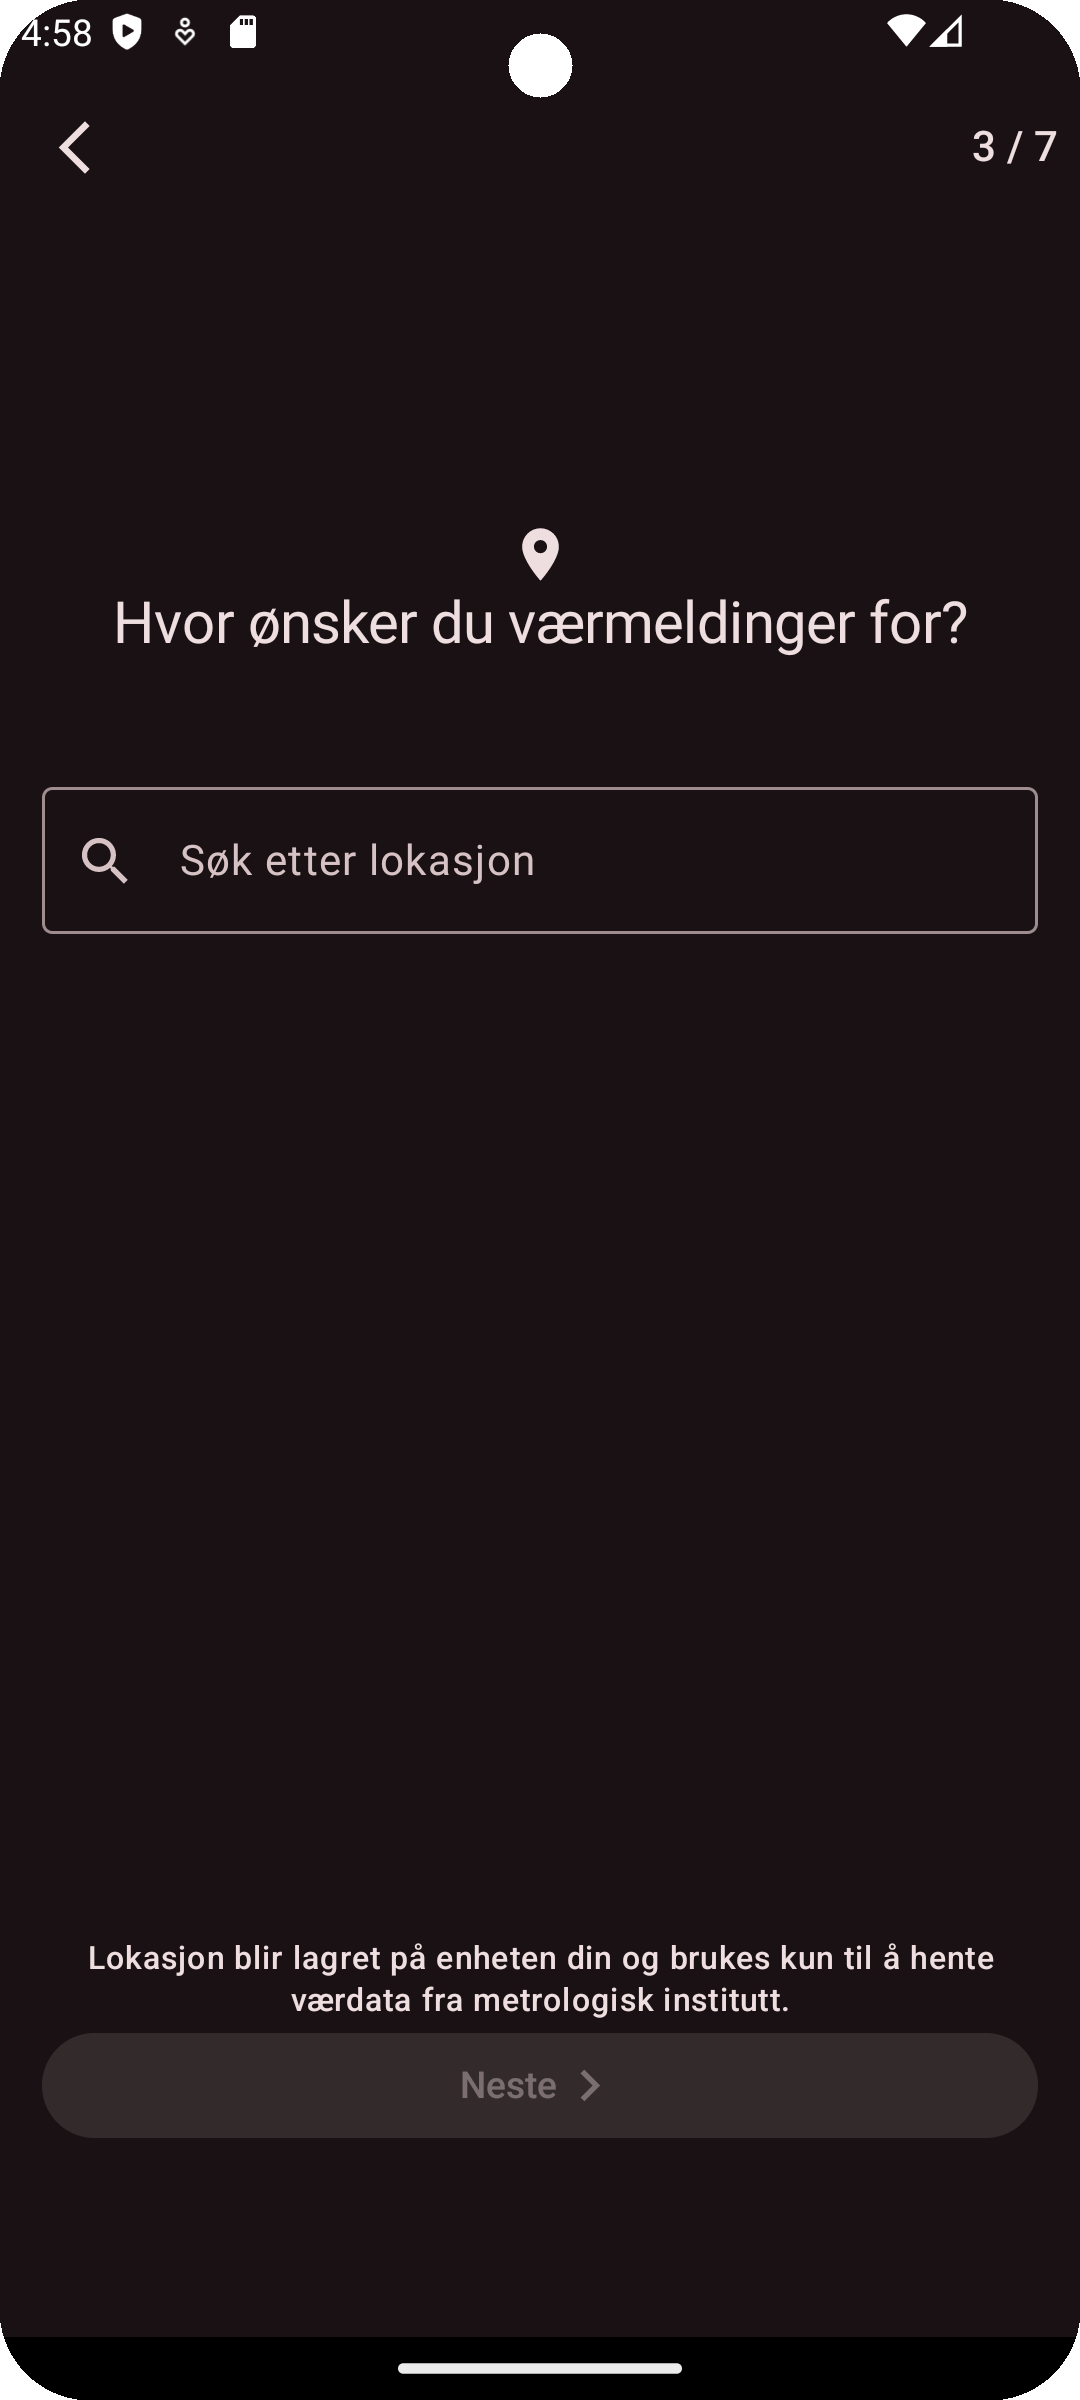 4:58
3 / 7
Hvor ønsker du værmeldinger for?
Søk etter lokasjon
Lokasjon blir lagret på enheten din og brukes kun til å hente
værdata fra metrologisk institutt.
Neste